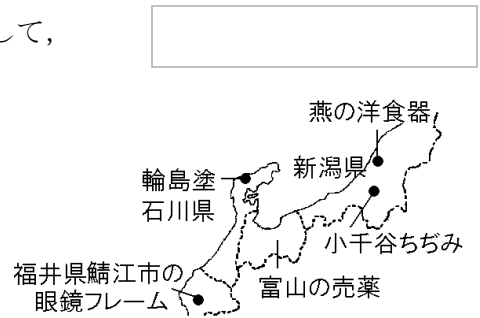 して,
燕の洋食器
新潟県
輪島塗
石川県
小千谷ちぢみ
福井県鯖江市の
眼鏡フレーム
富山の売薬